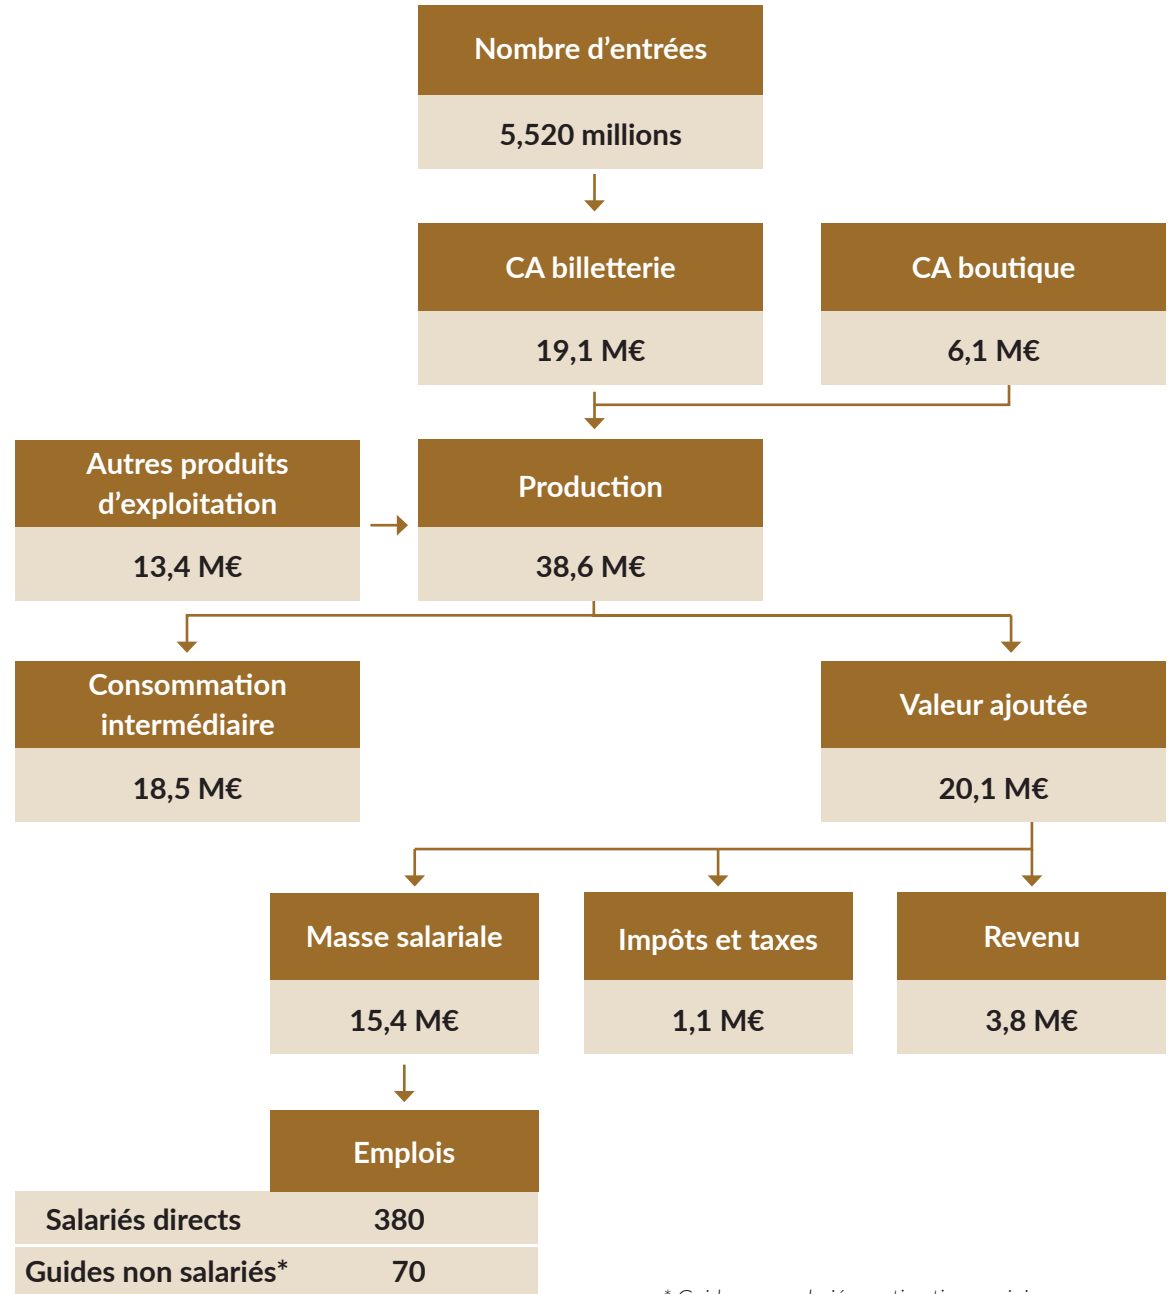 Nombre d’entrées
5,520 millions
CA billetterie
19,1 M€
CA boutique
6,1 M€
Autres produits
d’exploitation
13,4 M€
Production
38,6 M€
Consommation
intermédiaire
18,5 M€
Valeur ajoutée
20,1 M€
Masse salariale
15,4 M€
Impôts et taxes
1,1 M€
Revenu
3,8 M€
Emplois
Salariés directs 380
Guides non salariés* 70